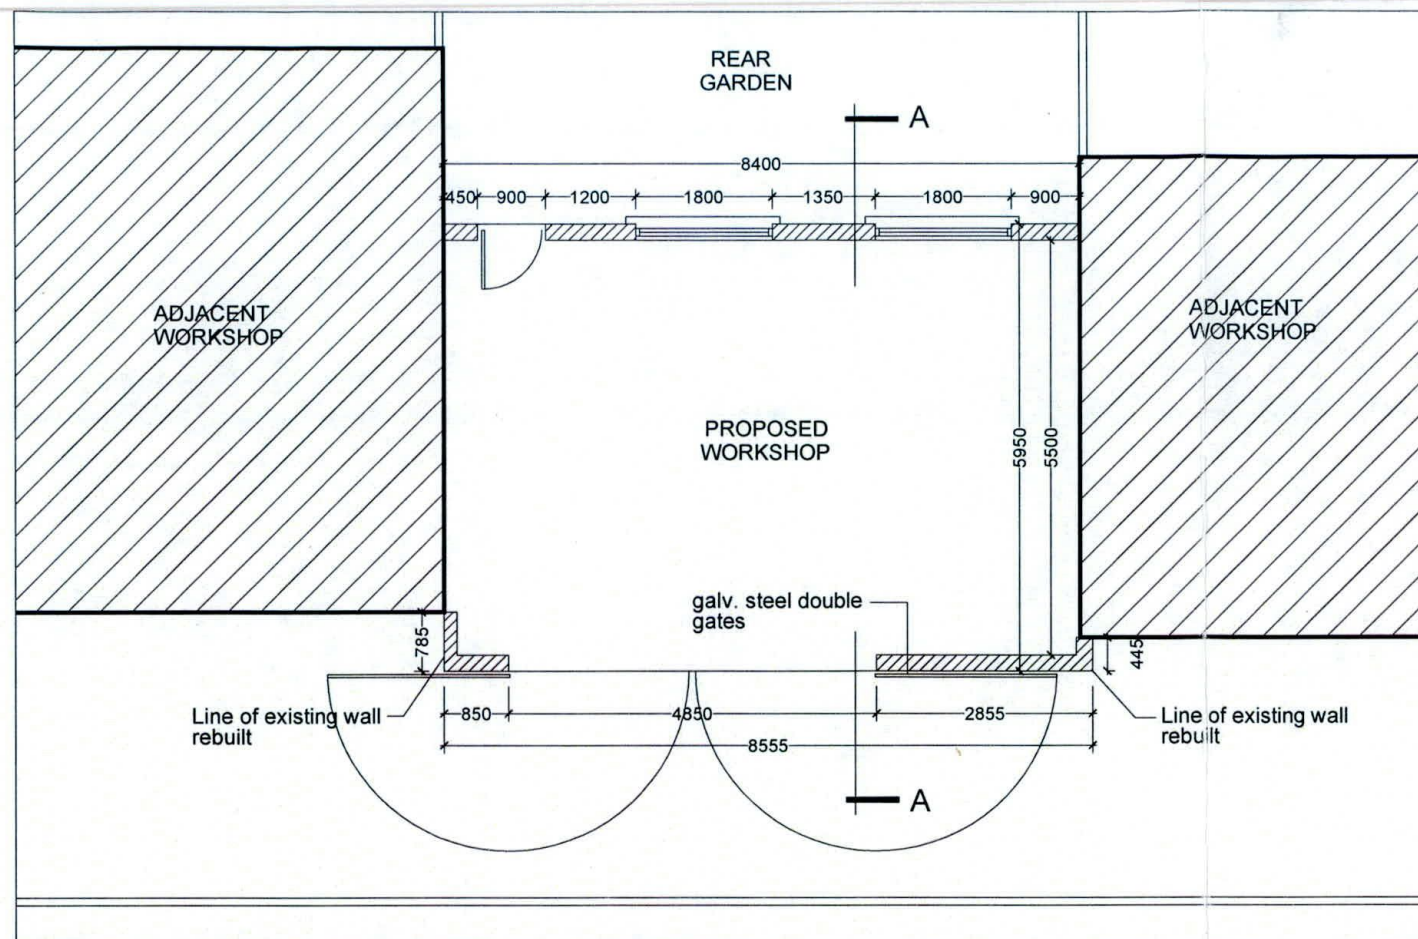 REAR
GARDEN
A
8400
450
900
1200
1800
1350
1800
900
ADJACENT
WORKSHOP
ADJACENT
WORKSHOP
PROPOSED
WORKSHOP
5950
5500
galv. steel double
gates
785
445
Line of existing wall
rebuilt
850
4850
2855
Line of existing wall
rebuilt
8555
A